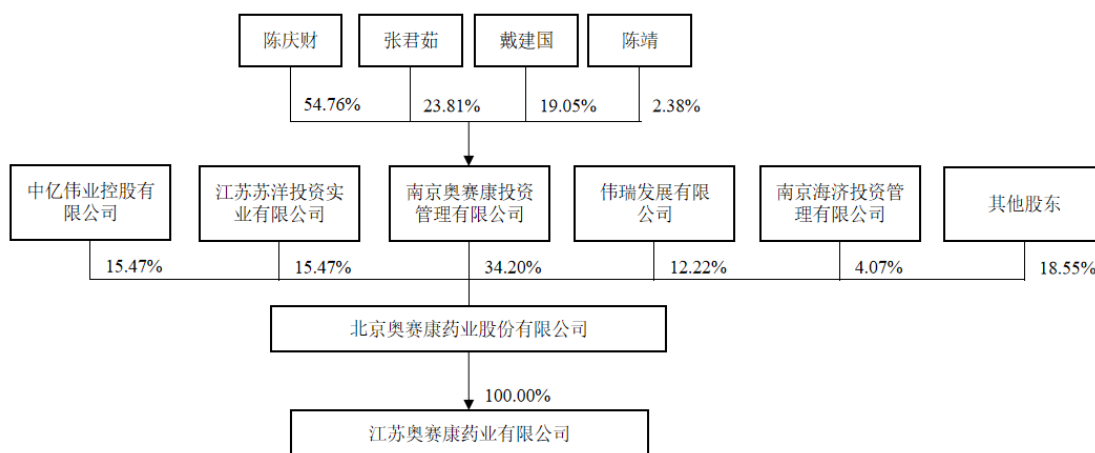 陈庆财
张君茹
戴建国
陈靖
54.76%
23.81%
19.05%
2.38%
中亿伟业控股有
限公司
江苏苏洋投资实
业有限公司
南京奥赛康投资
管理有限公司
伟瑞发展有限
公司
南京海济投资管
理有限公司
其他股东
15.47%
15.47%
34.20%
12.22%
4.07%
18.55%
北京奥赛康药业股份有限公司
100.00%
江苏奥赛康药业有限公司